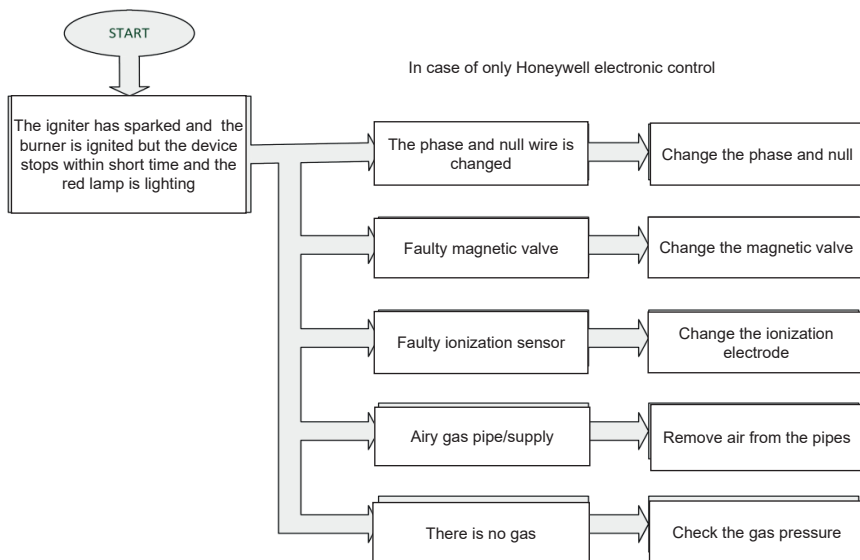 START
In case of only Honeywell electronic control
The igniter has sparked and the
burner is ignited but the device
stops within short time and the
red lamp is lighting
The phase and null wire is
changed
Change the phase and null
Faulty magnetic valve
Change the magnetic valve
Faulty ionization sensor
Change the ionization
electrode
Airy gas pipe/supply
Remove air from the pipes
There is no gas
Check the gas pressure